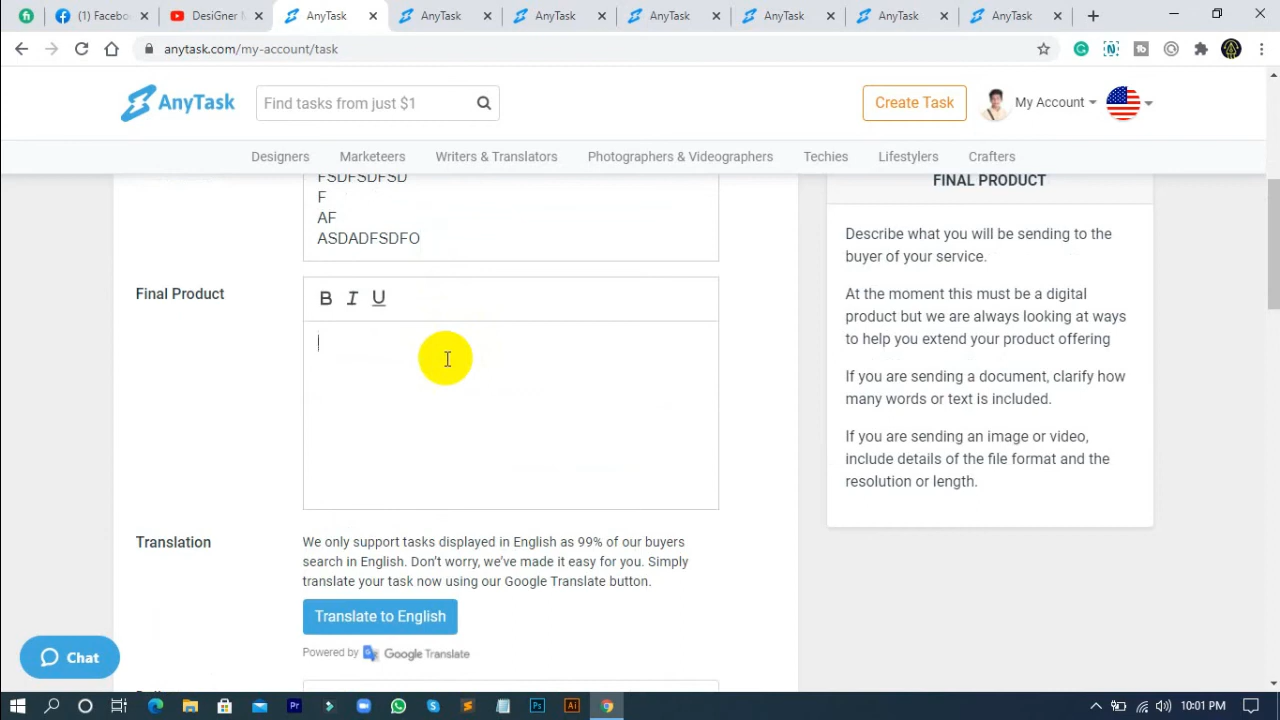 (1) Facebo
DesiGner M
AnyTask
AnyTask
AnyTask
AnyTask
AnyTask
AnyTask
AnyTask
anytask.com/my-account/task
AnyTask
Find tasks from just $1
Create Task
My Account
Designers
Marketeers
Writers & Translators
Photographers & Videographers
Techies
Lifestylers
Crafters
FSDFSDFSD
F
AF
ASDADFSDFO
Final Product
B I U
Translation
We only support tasks displayed in English as 99% of our buyers
search in English. Don't worry, we've made it easy for you. Simply
translate your task now using our Google Translate button.
Translate to English
Powered by Google Translate
FINAL PRODUCT
Describe what you will be sending to the
buyer of your service.
At the moment this must be a digital
product but we are always looking at ways
to help you extend your product offering
If you are sending a document, clarify how
many words or text is included.
If you are sending an image or video,
include details of the file format and the
resolution or length.
Chat
10:01 PM